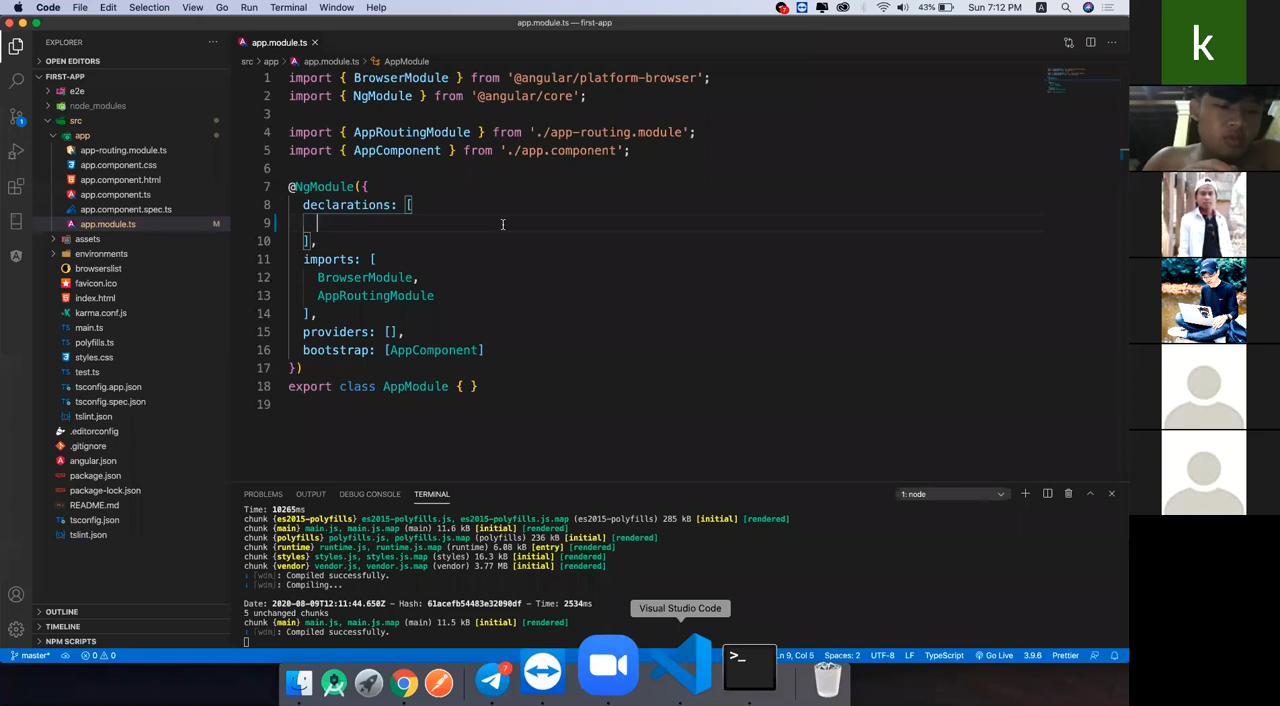 Code File Edit Selection View Go Run Terminal Window Help 7 43% Sun 7:12 PM A
app.module.ts — first-app
EXPLORER
OPEN EDITORS
FIRST-APP
e2e
node_modules
src
app
app-routing.module.ts
app.component.css
app.component.html
app.component.ts
app.component.spec.ts
app.module.ts M
assets
environments
browserslist
favicon.ico
index.html
karma.conf.js
main.ts
polyfills.ts
styles.css
test.ts
tsconfig.app.json
tsconfig.spec.json
tslint.json
.editorconfig
.gitignore
angular.json
package.json
package-lock.json
README.md
tsconfig.json
tslint.json
OUTLINE
TIMELINE
NPM SCRIPTS
1
app.module.ts
src app app.module.ts AppModule
1 import { BrowserModule } from '@angular/platform-browser';
2 import { NgModule } from '@angular/core';
3
4 import { AppRoutingModule } from './app-routing.module';
5 import { AppComponent } from './app.component';
6
7 @NgModule({
8 declarations: [
9
10 ],
11 imports: [
12 BrowserModule,
13 AppRoutingModule
14 ],
15 providers: [],
16 bootstrap: [AppComponent]
17 })
18 export class AppModule { }
19
PROBLEMS OUTPUT DEBUG CONSOLE TERMINAL 1: node
Time: 10265ms
chunk {es2015-polyfills} es2015-polyfills.js, es2015-polyfills.js.map (es2015-polyfills) 285 kB [initial] [rendered]
chunk {main} main.js, main.js.map (main) 11.6 kB [initial] [rendered]
chunk {polyfills} polyfills.js, polyfills.js.map (polyfills) 236 kB [initial] [rendered]
chunk {runtime} runtime.js, runtime.js.map (runtime) 6.08 kB [entry] [rendered]
chunk {styles} styles.js, styles.js.map (styles) 16.3 kB [initial] [rendered]
chunk {vendor} vendor.js, vendor.js.map (vendor) 3.77 MB [initial] [rendered]
i ｢wdm｣: Compiled successfully.
i ｢wdm｣: Compiling...
Date: 2020-08-09T12:11:44.650Z - Hash: 61acefb54483e32090df - Time: 2534ms
5 unchanged chunks
chunk {main} main.js, main.js.map (main) 11.5 kB [initial] [rendered]
i ｢wdm｣: Compiled successfully.
Visual Studio Code
master* 0 0 Ln 9, Col 5 Spaces: 2 UTF-8 LF TypeScript Go Live 3.9.6 Prettier
7
>_
k